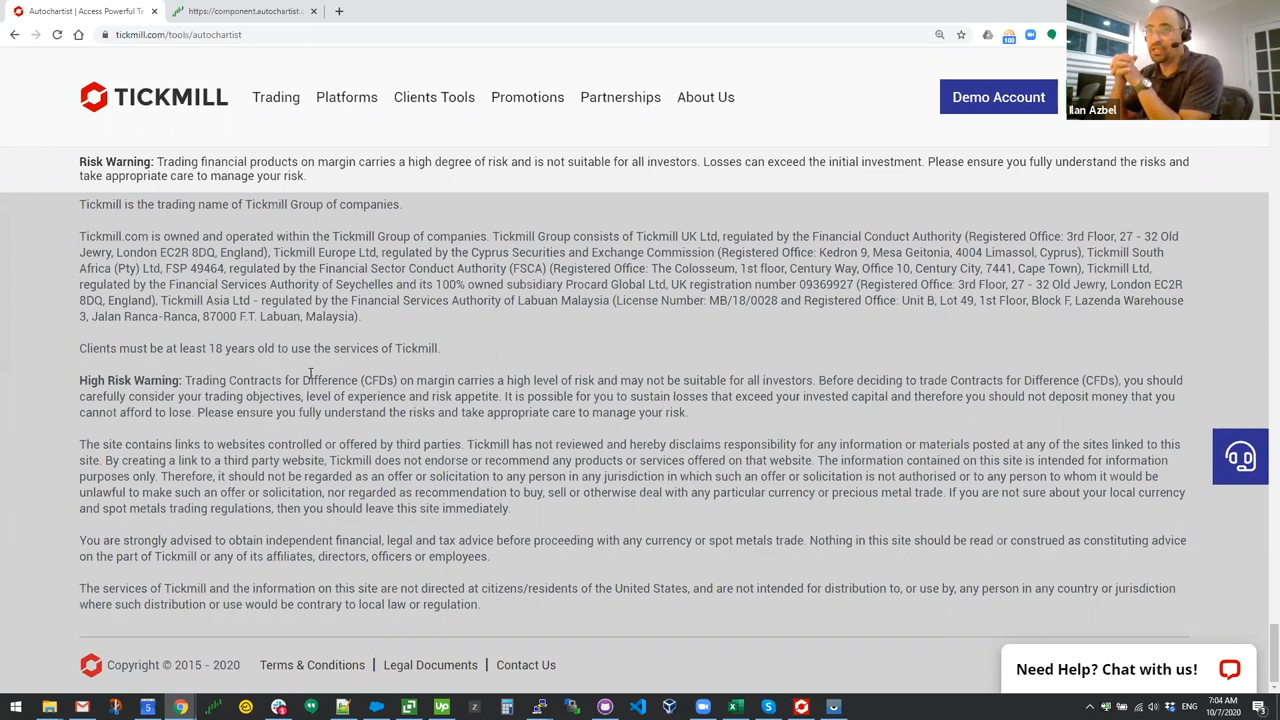 Autochartist | Access Powerful Te
https://component.autochartist.c
tickmill.com/tools/autochartist
100
TICKMILL
Trading
Platforms
Clients Tools
Promotions
Partnerships
About Us
Demo Account
Ilan Azbel
Risk Warning: Trading financial products on margin carries a high degree of risk and is not suitable for all investors. Losses can exceed the initial investment. Please ensure you fully understand the risks and
take appropriate care to manage your risk.
Tickmill is the trading name of Tickmill Group of companies.
Tickmill.com is owned and operated within the Tickmill Group of companies. Tickmill Group consists of Tickmill UK Ltd, regulated by the Financial Conduct Authority (Registered Office: 3rd Floor, 27 - 32 Old
Jewry, London EC2R 8DQ, England), Tickmill Europe Ltd, regulated by the Cyprus Securities and Exchange Commission (Registered Office: Kedron 9, Mesa Geitonia, 4004 Limassol, Cyprus), Tickmill South
Africa (Pty) Ltd, FSP 49464, regulated by the Financial Sector Conduct Authority (FSCA) (Registered Office: The Colosseum, 1st floor, Century Way, Office 10, Century City, 7441, Cape Town), Tickmill Ltd,
regulated by the Financial Services Authority of Seychelles and its 100% owned subsidiary Procard Global Ltd, UK registration number 09369927 (Registered Office: 3rd Floor, 27 - 32 Old Jewry, London EC2R
8DQ, England), Tickmill Asia Ltd - regulated by the Financial Services Authority of Labuan Malaysia (License Number: MB/18/0028 and Registered Office: Unit B, Lot 49, 1st Floor, Block F, Lazenda Warehouse
3, Jalan Ranca-Ranca, 87000 F.T. Labuan, Malaysia).
Clients must be at least 18 years old to use the services of Tickmill.
High Risk Warning: Trading Contracts for Difference (CFDs) on margin carries a high level of risk and may not be suitable for all investors. Before deciding to trade Contracts for Difference (CFDs), you should
carefully consider your trading objectives, level of experience and risk appetite. It is possible for you to sustain losses that exceed your invested capital and therefore you should not deposit money that you
cannot afford to lose. Please ensure you fully understand the risks and take appropriate care to manage your risk.
The site contains links to websites controlled or offered by third parties. Tickmill has not reviewed and hereby disclaims responsibility for any information or materials posted at any of the sites linked to this
site. By creating a link to a third party website, Tickmill does not endorse or recommend any products or services offered on that website. The information contained on this site is intended for information
purposes only. Therefore, it should not be regarded as an offer or solicitation to any person in any jurisdiction in which such an offer or solicitation is not authorised or to any person to whom it would be
unlawful to make such an offer or solicitation, nor regarded as recommendation to buy, sell or otherwise deal with any particular currency or precious metal trade. If you are not sure about your local currency
and spot metals trading regulations, then you should leave this site immediately.
You are strongly advised to obtain independent financial, legal and tax advice before proceeding with any currency or spot metals trade. Nothing in this site should be read or construed as constituting advice
on the part of Tickmill or any of its affiliates, directors, officers or employees.
The services of Tickmill and the information on this site are not directed at citizens/residents of the United States, and are not intended for distribution to, or use by, any person in any country or jurisdiction
where such distribution or use would be contrary to local law or regulation.
Copyright © 2015 - 2020
Terms & Conditions
Legal Documents
Contact Us
Need Help? Chat with us!
ENG
7:04 AM
10/7/2020